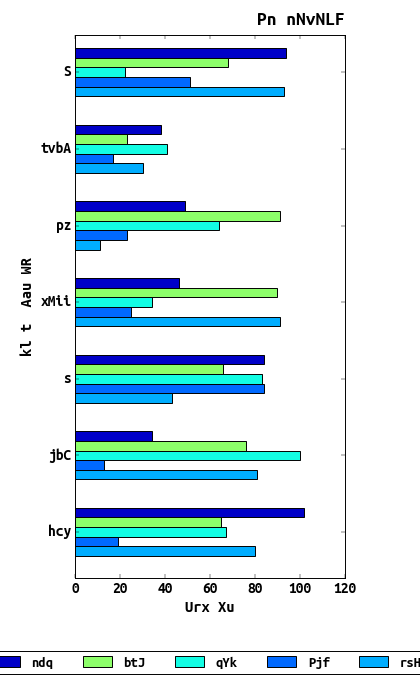 Pn nNvNLF
S
tvbA
pz
xMii
s
jbC
hcy
kl t  Aau WR
0 20 40 60 80 100 120
Urx Xu
ndq btJ qYk Pjf rsH